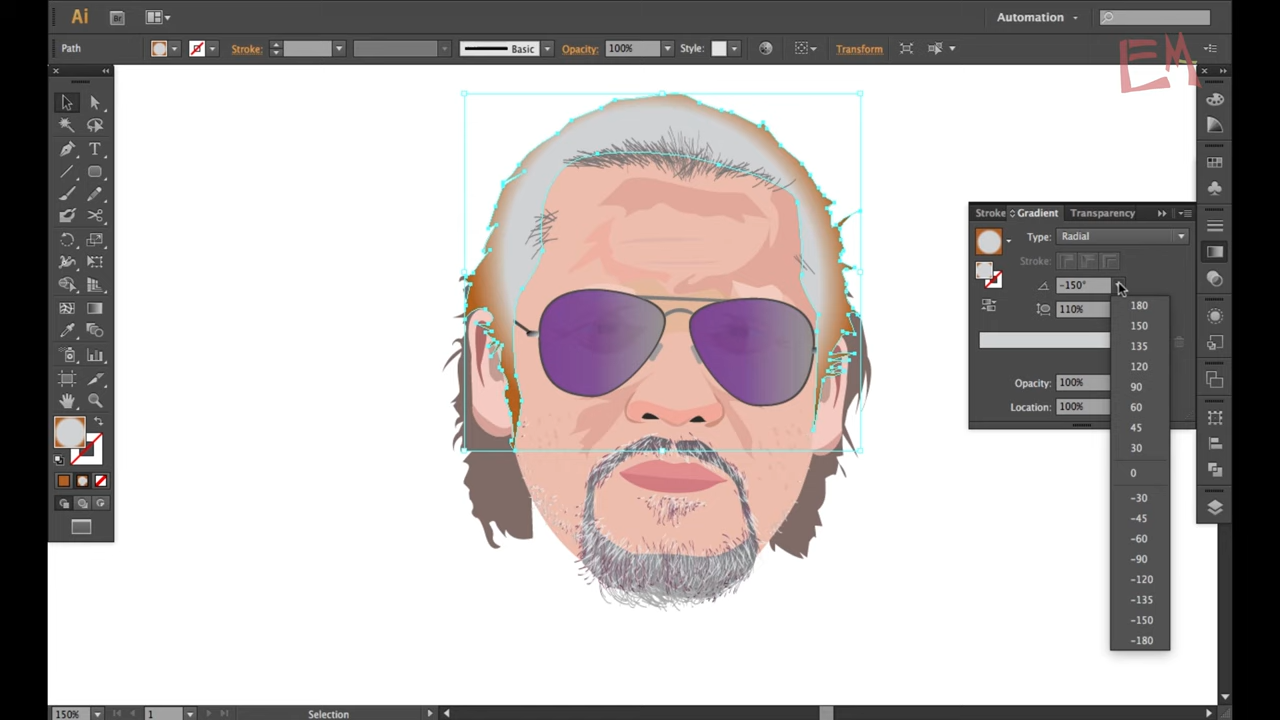 Ai Br Automation
Path Stroke: Basic Opacity: 100% Style: Transform
EM
T
Stroke Gradient Transparency
Type: Radial
Stroke:
-150°
110%
Opacity: 100%
Location: 100%
180
150
135
120
90
60
45
30
0
-30
-45
-60
-90
-120
-135
-150
-180
150% 1 Selection